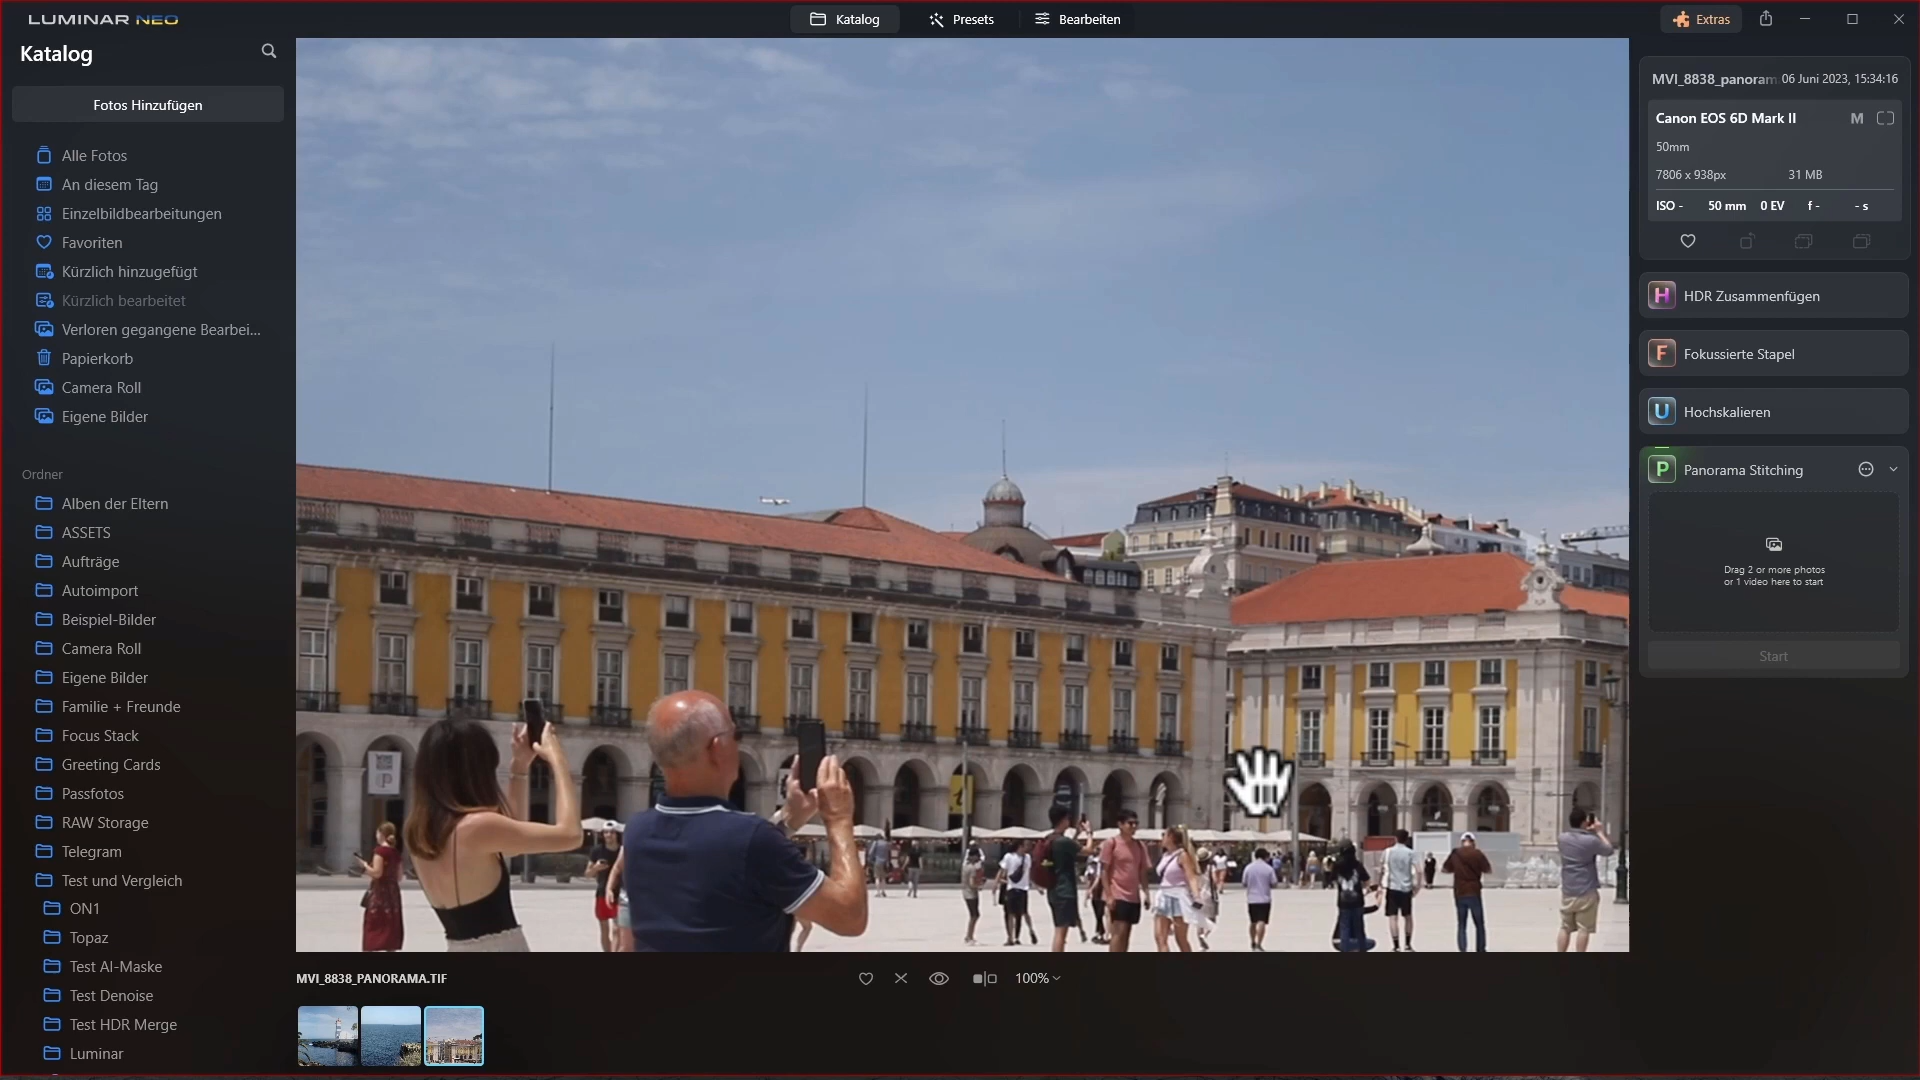 LUMINAR NEO
Katalog
Presets
Bearbeiten
Extras
Katalog
Fotos Hinzufügen
Alle Fotos
An diesem Tag
Einzelbildbearbeitungen
Favoriten
Kürzlich hinzugefügt
Kürzlich bearbeitet
Verloren gegangene Bearbei...
Papierkorb
Camera Roll
Eigene Bilder
Ordner
Alben der Eltern
ASSETS
Aufträge
Autoimport
Beispiel-Bilder
Camera Roll
Eigene Bilder
Familie + Freunde
Focus Stack
Greeting Cards
Passfotos
RAW Storage
Telegram
Test und Vergleich
ON1
Topaz
Test AI-Maske
Test Denoise
Test HDR Merge
Luminar
P
i
MVI_8838_PANORAMA.TIF
100%
MVI_8838_panoram 06 Juni 2023, 15:34:16
Canon EOS 6D Mark II M
50mm
7806 x 938px 31 MB
ISO - 50 mm 0 EV f - - s
H HDR Zusammenfügen
F Fokussierte Stapel
U Hochskalieren
P Panorama Stitching
Drag 2 or more photos
or 1 video here to start
Start